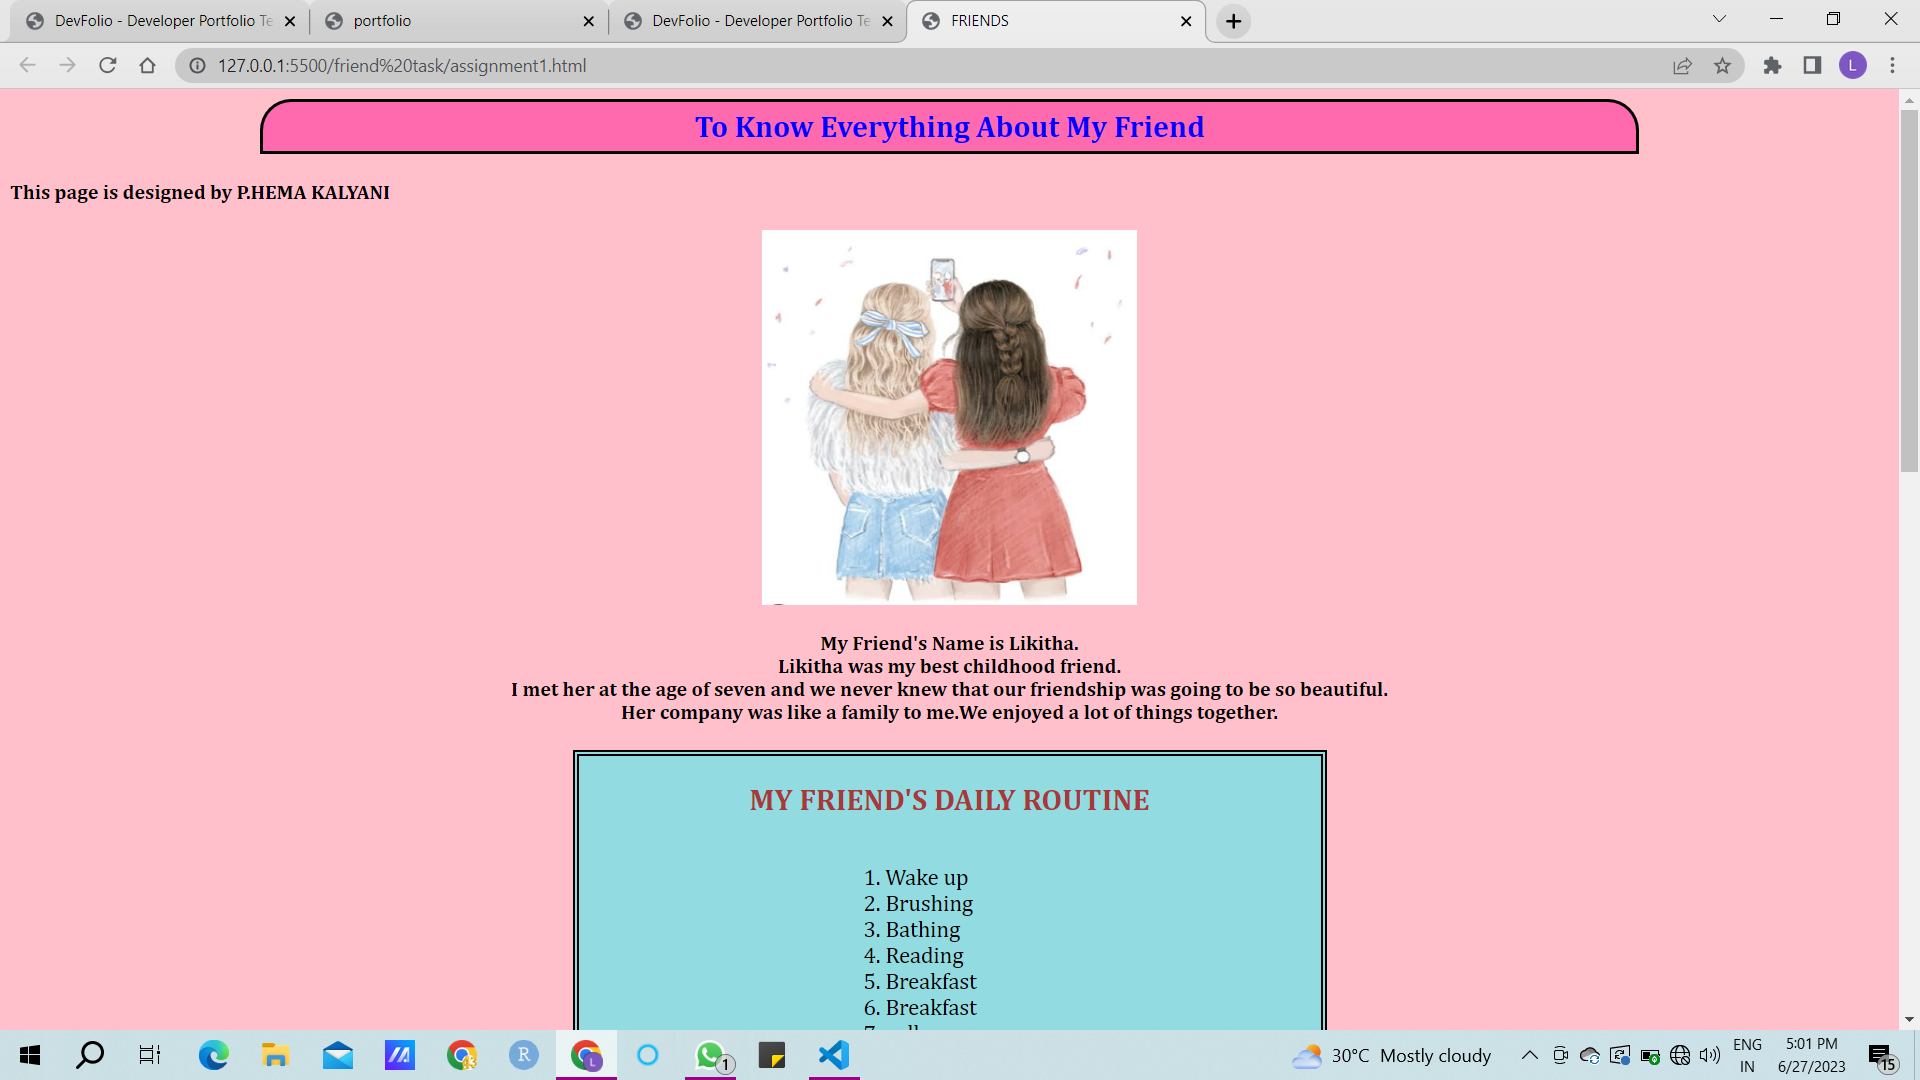 DevFolio - Developer Portfolio Te
portfolio
DevFolio - Developer Portfolio Te
FRIENDS
127.0.0.1:5500/friend%20task/assignment1.html
L
To Know Everything About My Friend
This page is designed by P.HEMA KALYANI
My Friend's Name is Likitha.
Likitha was my best childhood friend.
I met her at the age of seven and we never knew that our friendship was going to be so beautiful.
Her company was like a family to me.We enjoyed a lot of things together.
MY FRIEND'S DAILY ROUTINE
1. Wake up
2. Brushing
3. Bathing
4. Reading
5. Breakfast
6. Breakfast
R
L
1
30°C Mostly cloudy
ENG
IN
5:01 PM
6/27/2023
15